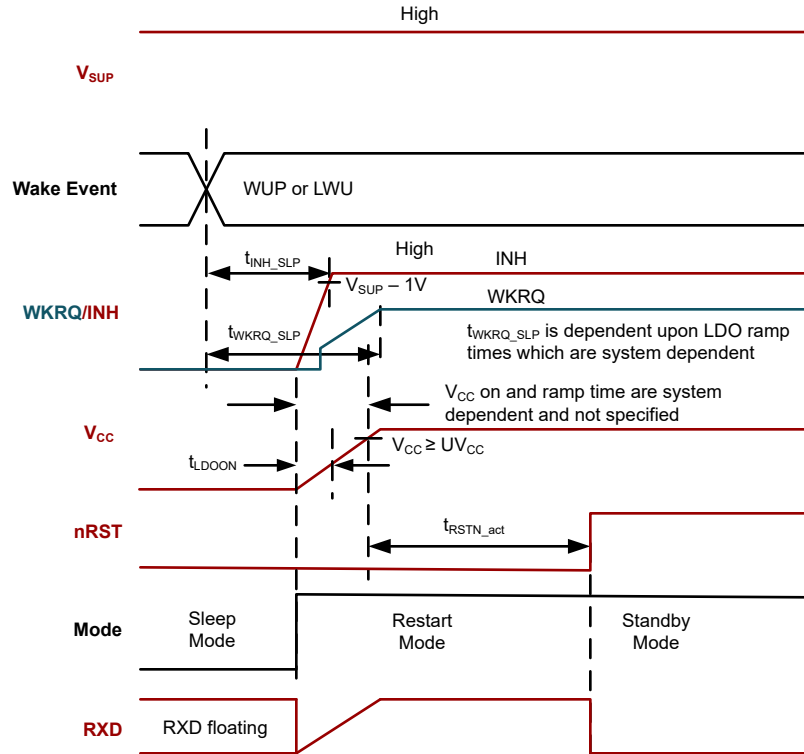 High
VSUP
Wake Event
WUP or LWU
tINH_SLP
High
INH
VSUP – 1V
WKRQ/INH
WKRQ
tWKRQ_SLP
tWKRQ_SLP is dependent upon LDO ramp
times which are system dependent
VCC on and ramp time are system
dependent and not specified
VCC
VCC ≥ UVCC
tLDOON
nRST
tRSTN_act
Mode
Sleep
Mode
Restart
Mode
Standby
Mode
RXD
RXD floating